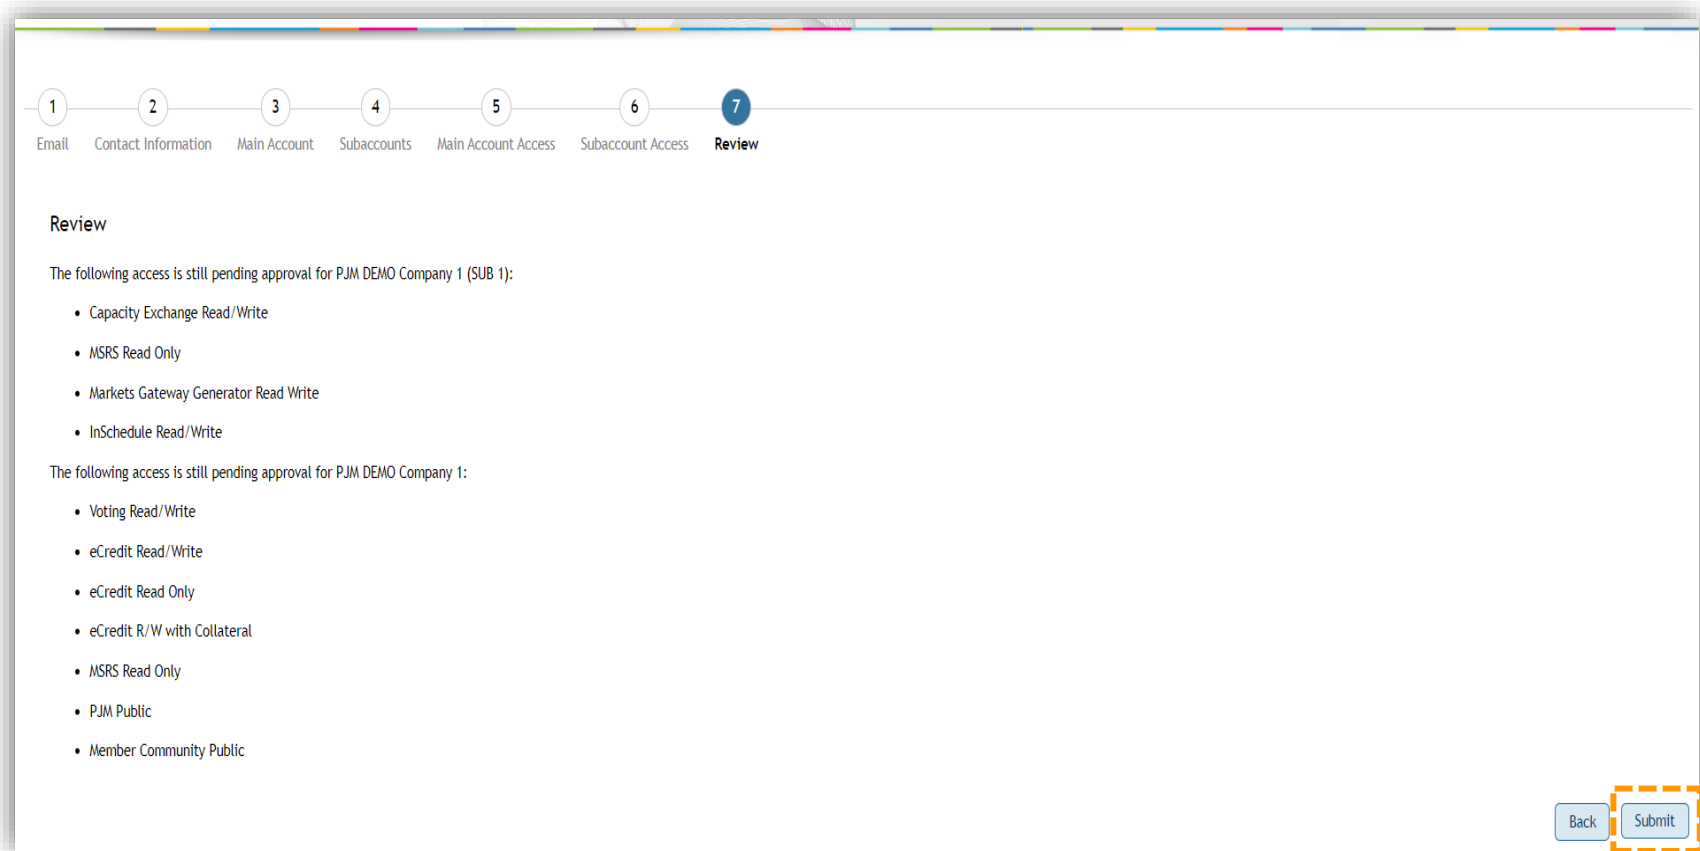 1 2 3 4 5 6 7
Email Contact Information Main Account Subaccounts Main Account Access Subaccount Access Review
Review
The following access is still pending approval for PJM DEMO Company 1 (SUB 1):
• Capacity Exchange Read/Write
• MSRS Read Only
• Markets Gateway Generator Read Write
• InSchedule Read/Write
The following access is still pending approval for PJM DEMO Company 1:
• Voting Read/Write
• eCredit Read/Write
• eCredit Read Only
• eCredit R/W with Collateral
• MSRS Read Only
• PJM Public
• Member Community Public
Back Submit